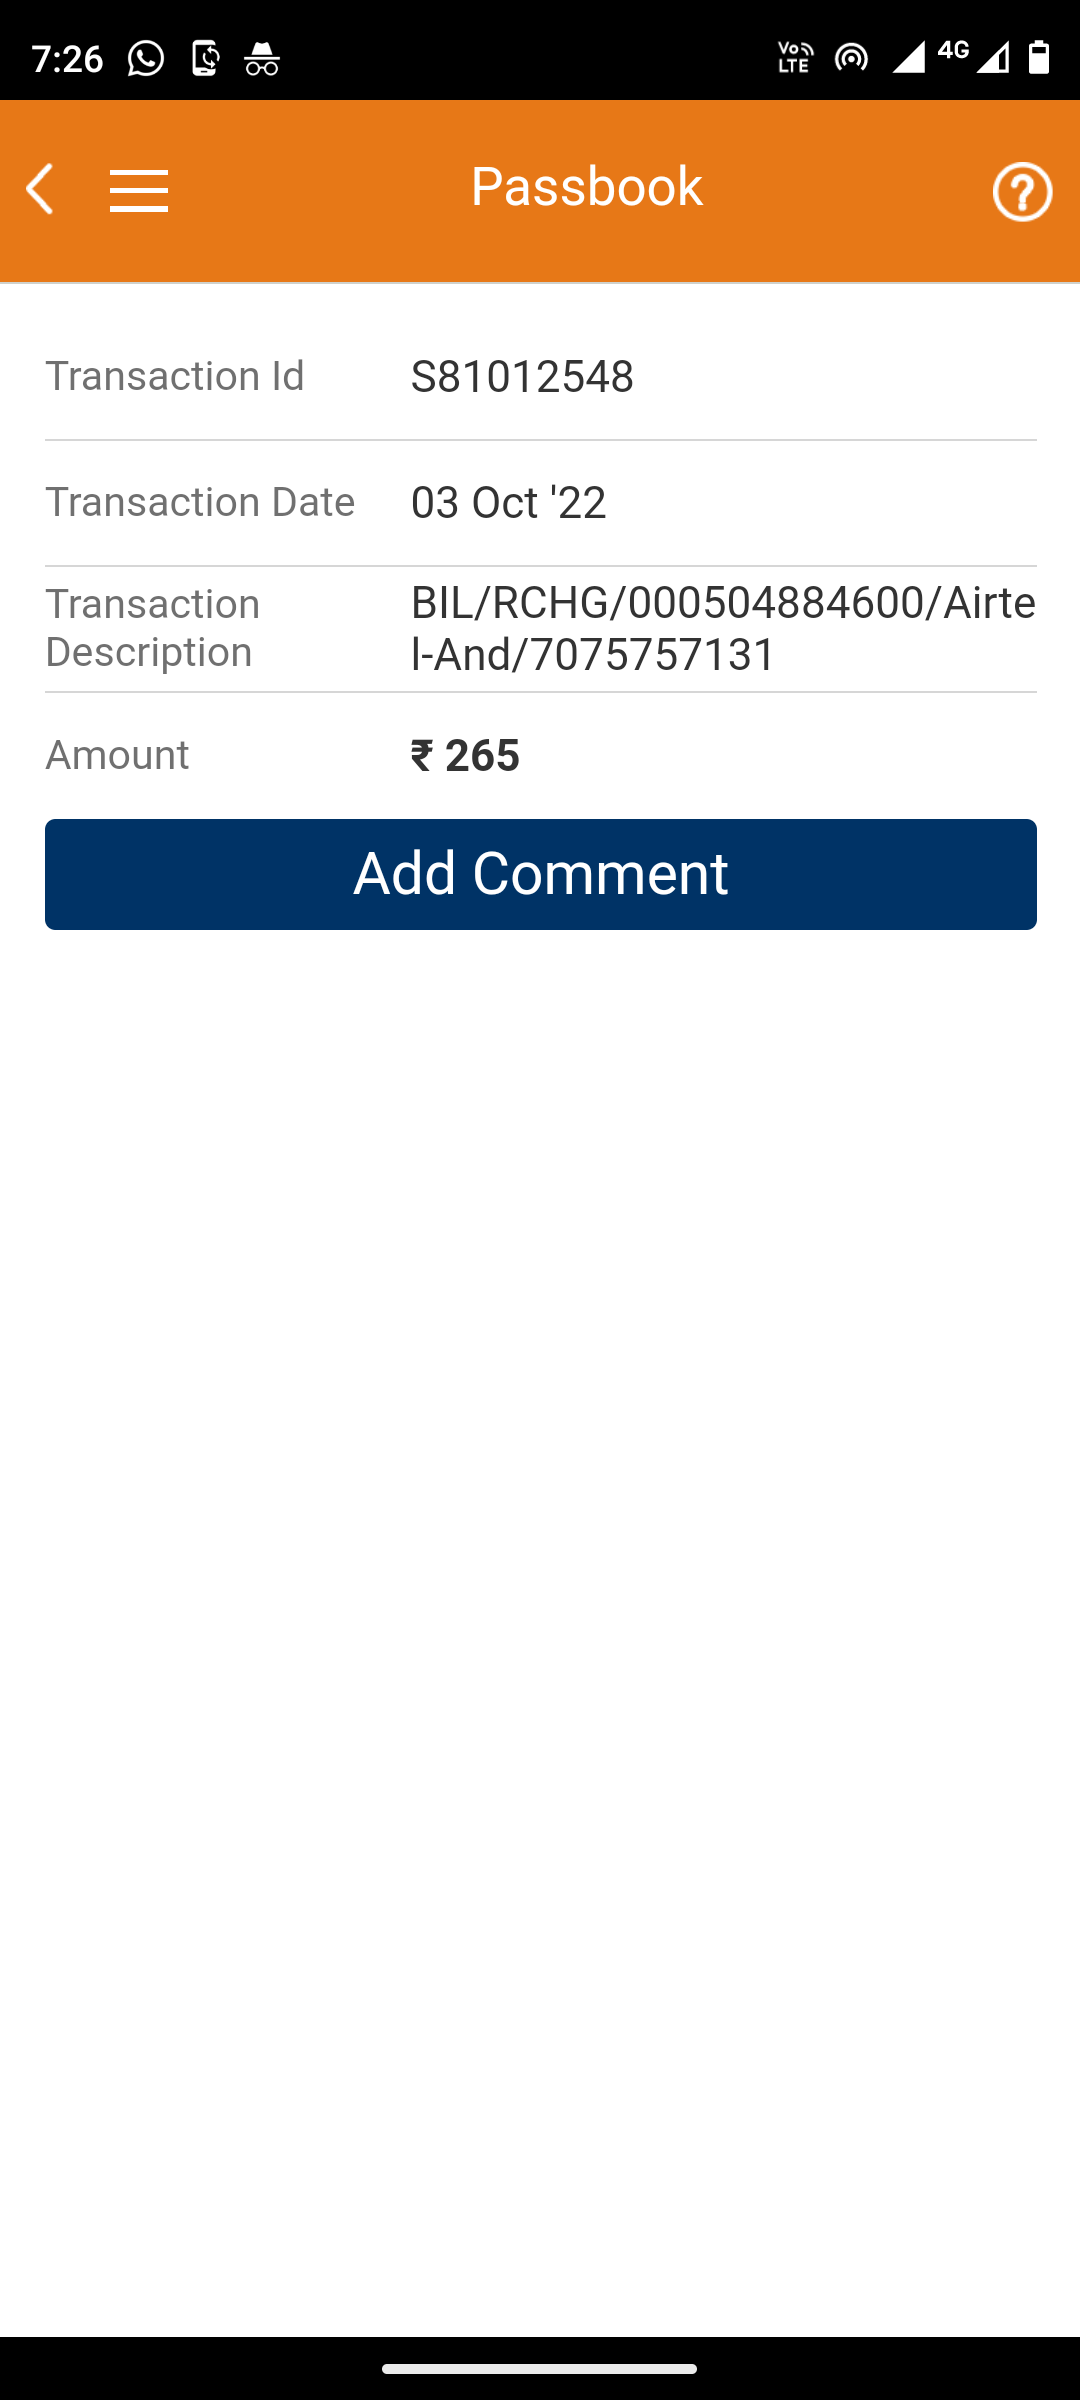 7:26
Vo LTE
4G
Passbook
Transaction Id
S81012548
Transaction Date
03 Oct '22
Transaction Description
BIL/RCHG/000504884600/Airte
l-And/7075757131
Amount
₹ 265
Add Comment